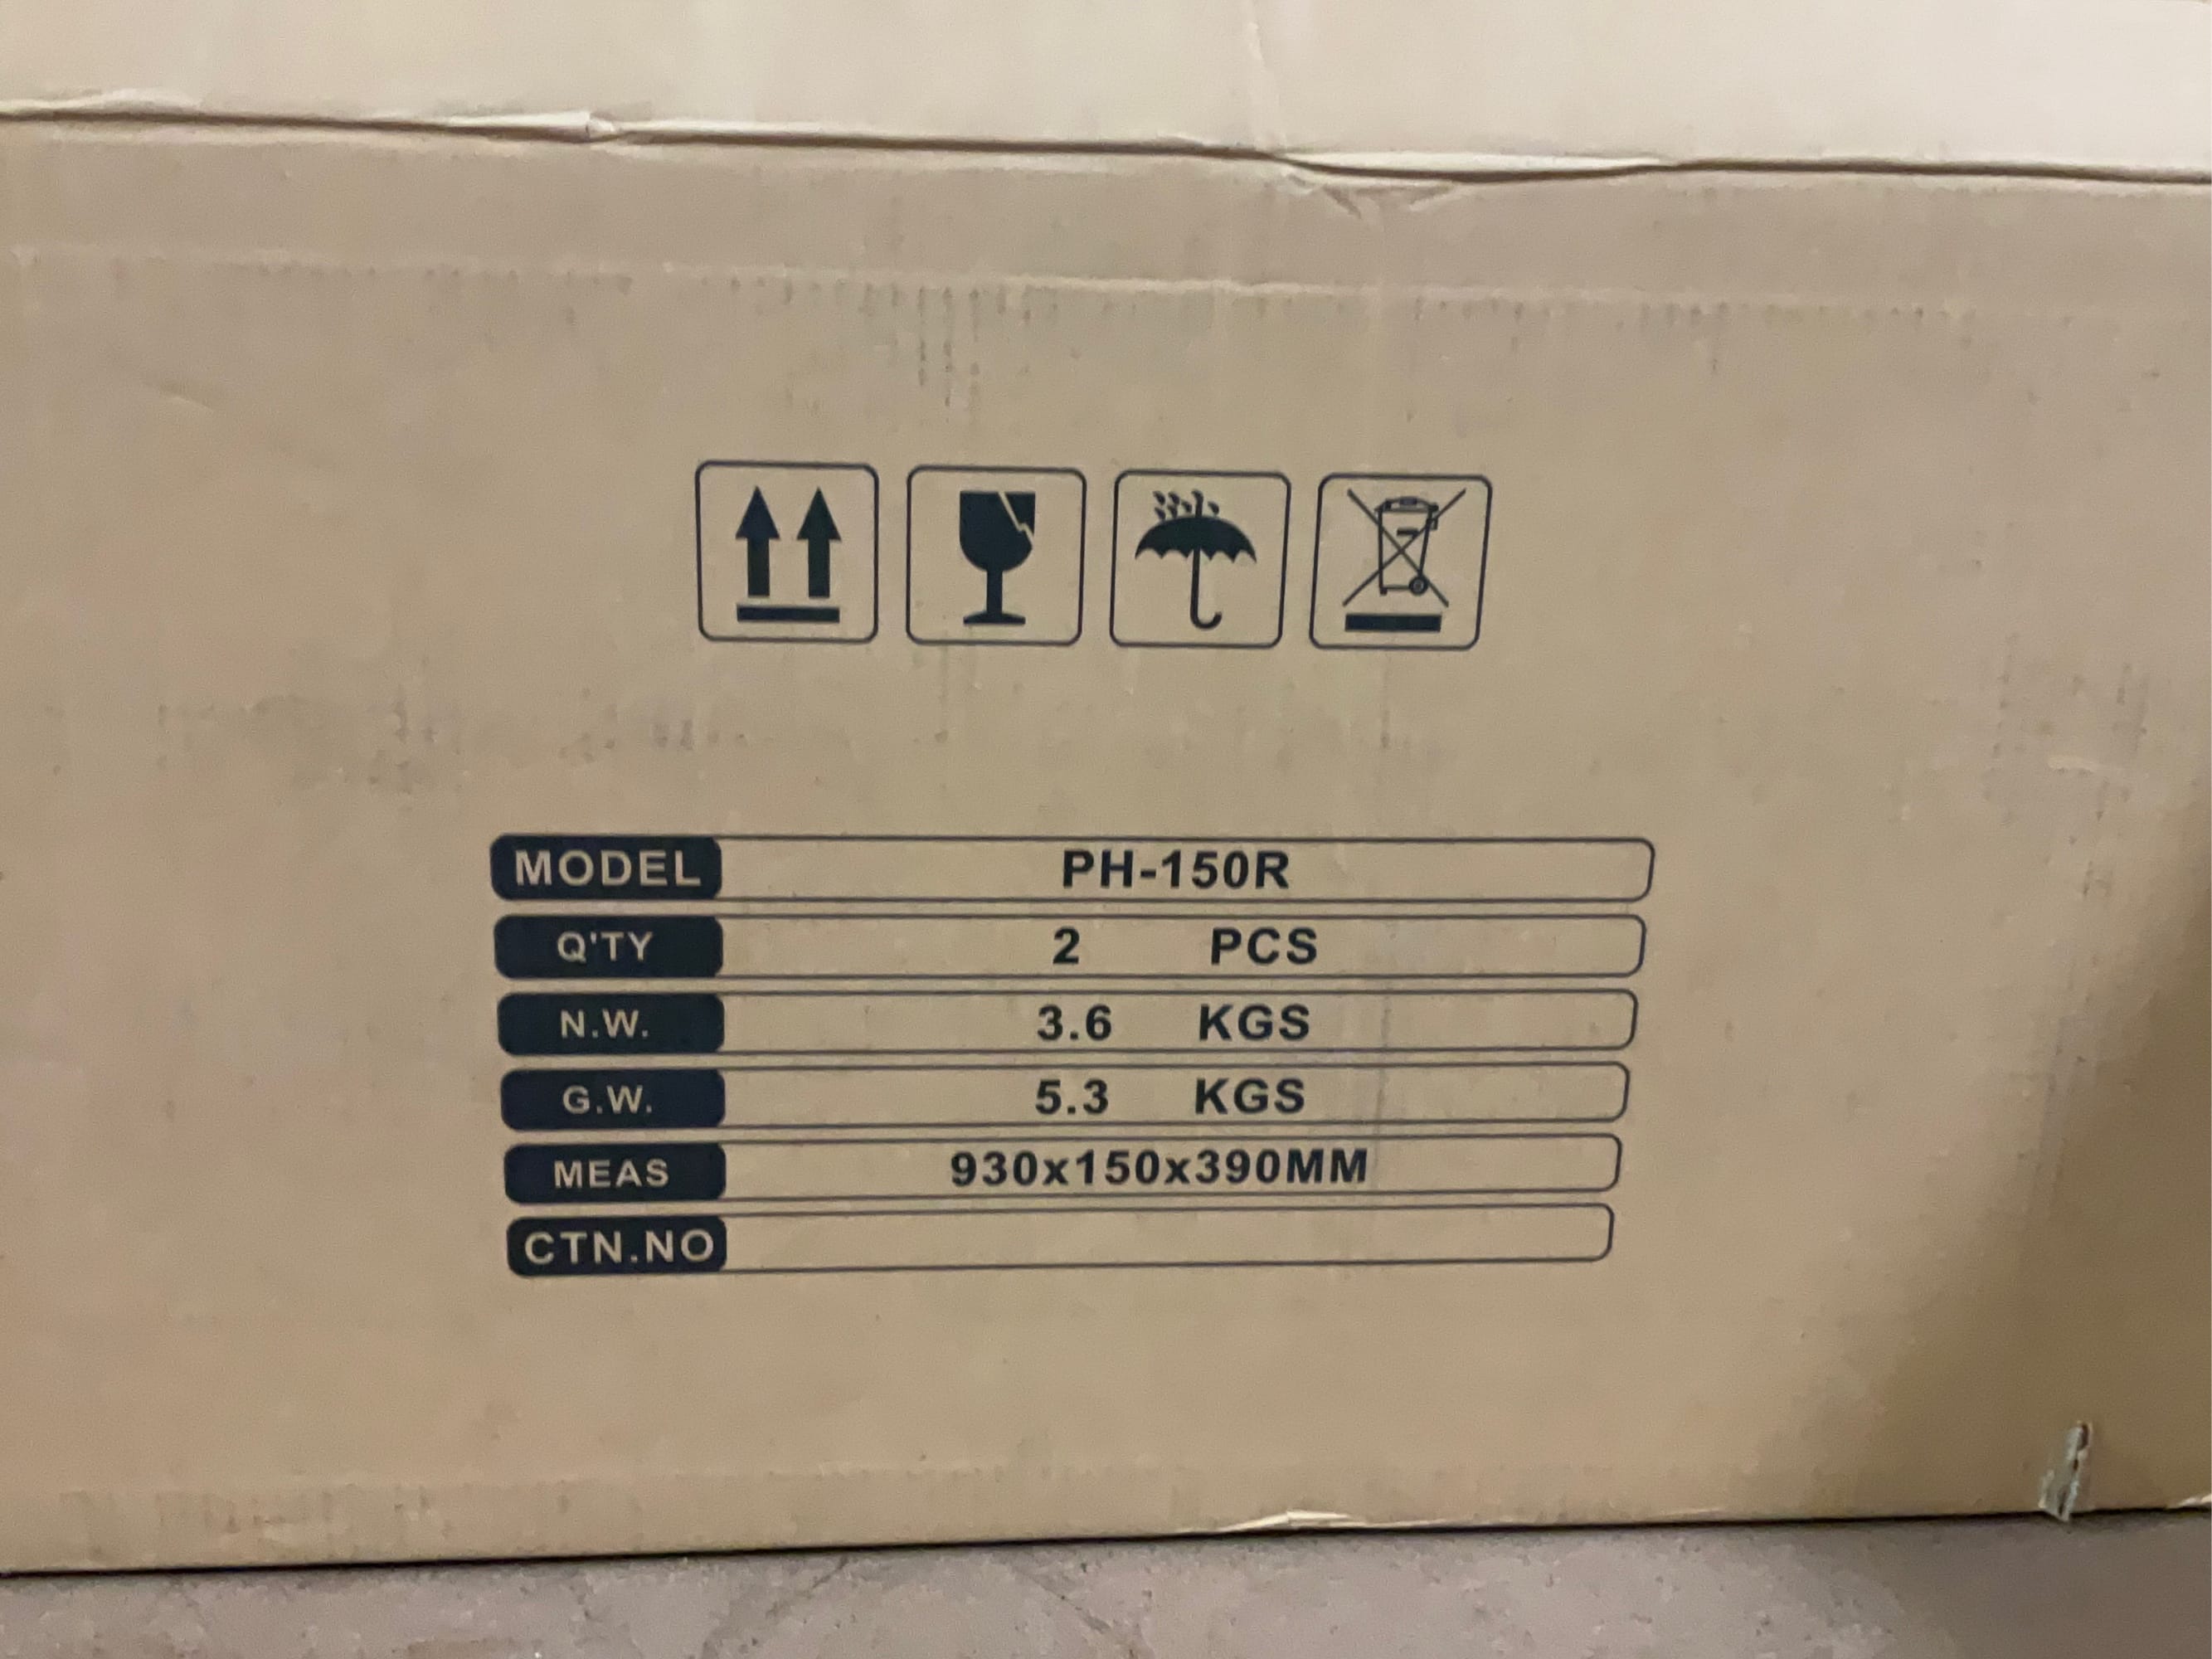 MODEL PH-150R
Q'TY 2 PCS
N.W. 3.6 KGS
G.W. 5.3 KGS
MEAS 930x150x390MM
CTN.NO